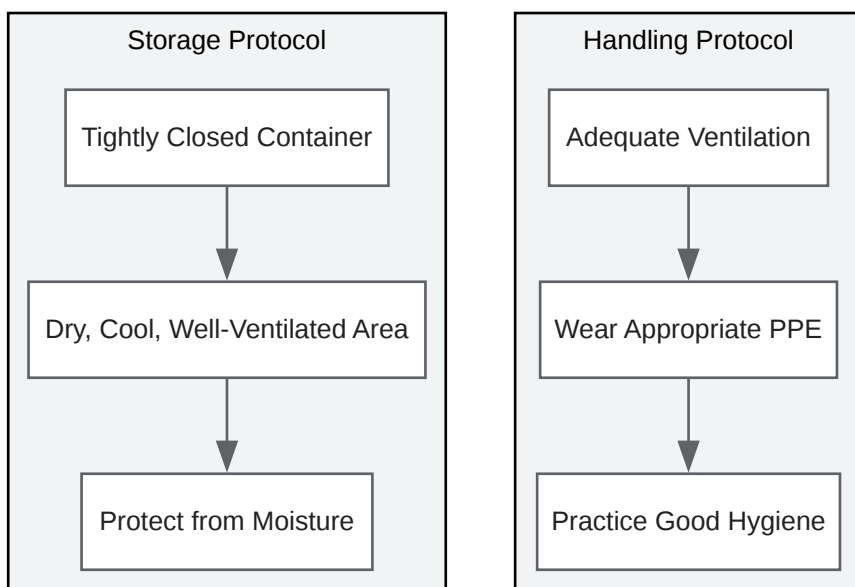 Storage Protocol
Tightly Closed Container
Dry, Cool, Well-Ventilated Area
Protect from Moisture
Handling Protocol
Adequate Ventilation
Wear Appropriate PPE
Practice Good Hygiene